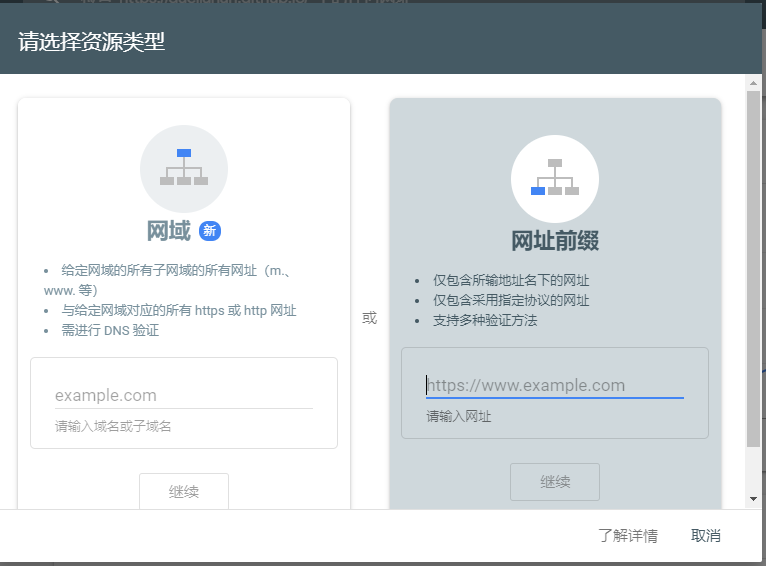 请选择资源类型
网域 新
• 给定网域的所有子网域的所有网址（m.、
www. 等）
• 与给定网域对应的所有 https 或 http 网址
• 需进行 DNS 验证
example.com
请输入域名或子域名
继续
或
网址前缀
• 仅包含所输地址名下的网址
• 仅包含采用指定协议的网址
• 支持多种验证方法
https://www.example.com
请输入网址
继续
了解详情
取消